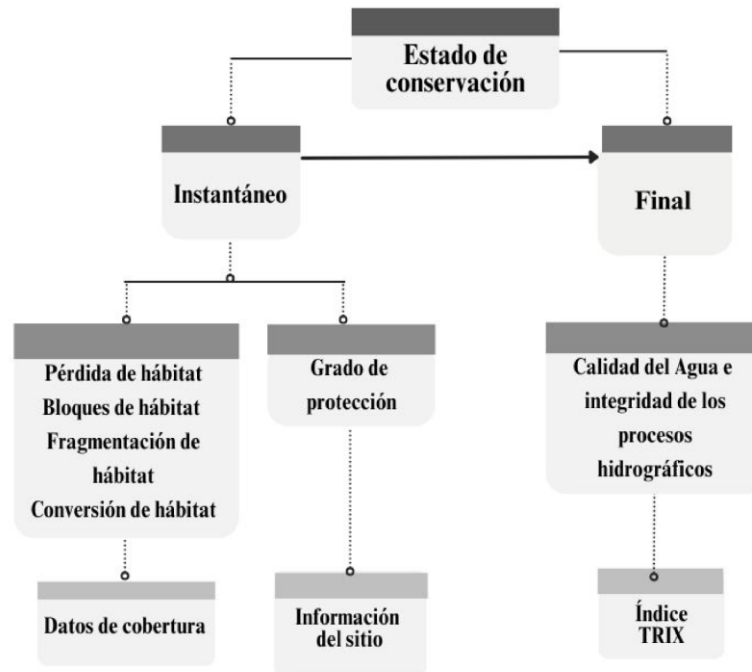 Estado de
conservación
Instantáneo
Final
Pérdida de hábitat
Bloques de hábitat
Fragmentación de
hábitat
Conversión de hábitat
Grado de
protección
Calidad del Agua e
integridad de los
procesos
hidrográficos
Datos de cobertura
Información
del sitio
Índice
TRIX